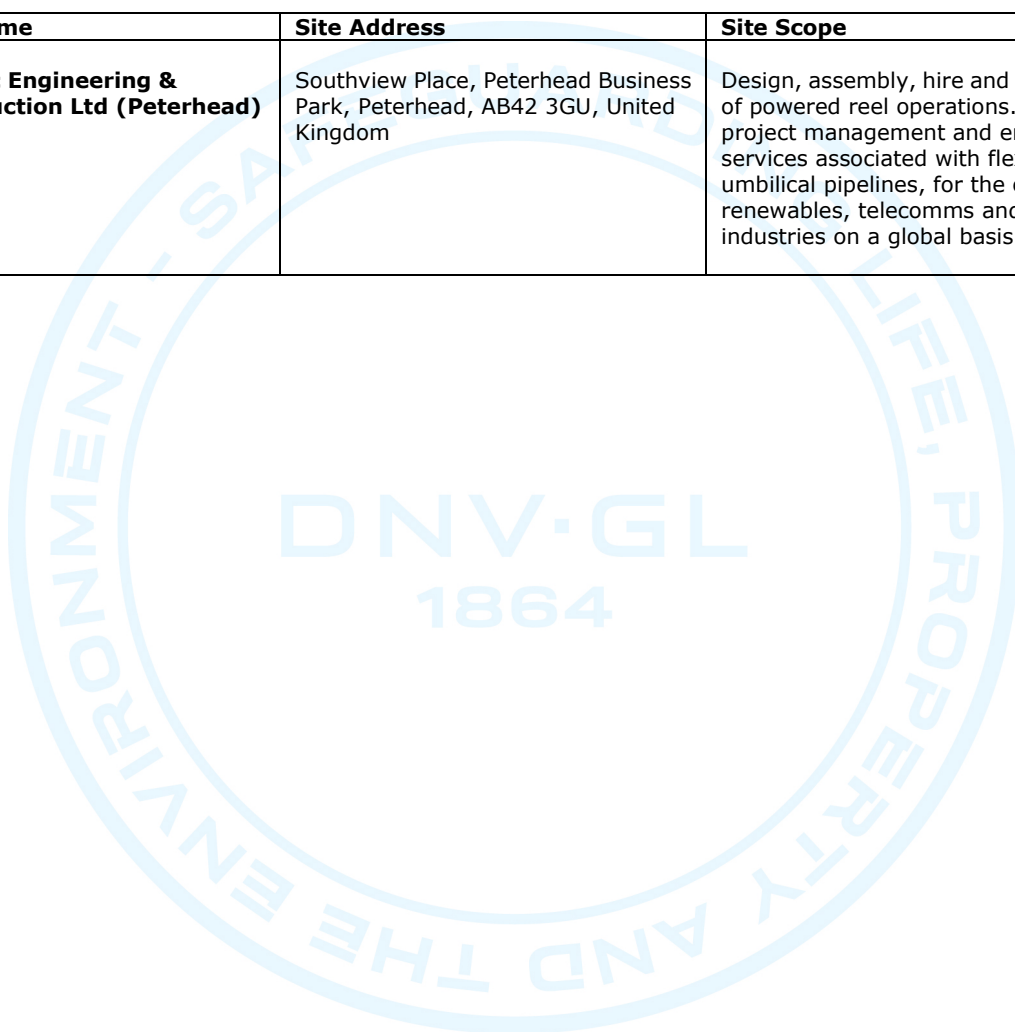 me
Site Address
Site Scope
Engineering &
uction Ltd (Peterhead)
Southview Place, Peterhead Business
Park, Peterhead, AB42 3GU, United
Kingdom
Design, assembly, hire and
of powered reel operations.
project management and e
services associated with fle
umbilical pipelines, for the
renewables, telecomms and
industries on a global basis
SAFEGUARDING LIFE, PROPERTY AND THE ENVIRONMENT -
DNV·GL
1864